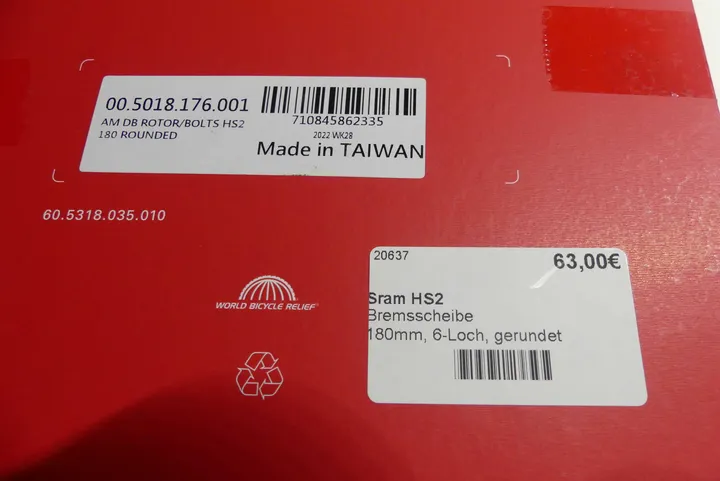 00.5018.176.001
AM DB ROTOR/BOLTS HS2
180 ROUNDED
710845862335
2022 WK28
Made in TAIWAN
60.5318.035.010
WORLD BICYCLE RELIEF
20637
63,00€
Sram HS2
Bremsscheibe
180mm, 6-Loch, gerundet